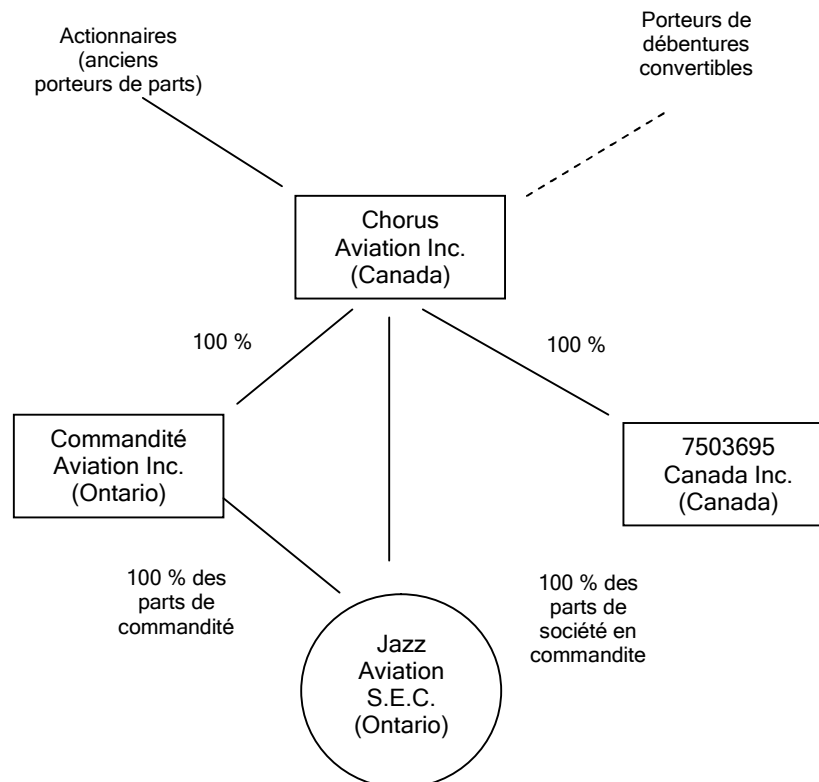 Actionnaires
(anciens
porteurs de parts)
Porteurs de
débentures
convertibles
Chorus
Aviation Inc.
(Canada)
100 %
100 %
Commandité
Aviation Inc.
(Ontario)
7503695
Canada Inc.
(Canada)
100 % des
parts de
commandité
100 % des
parts de
société en
commandite
Jazz
Aviation
S.E.C.
(Ontario)